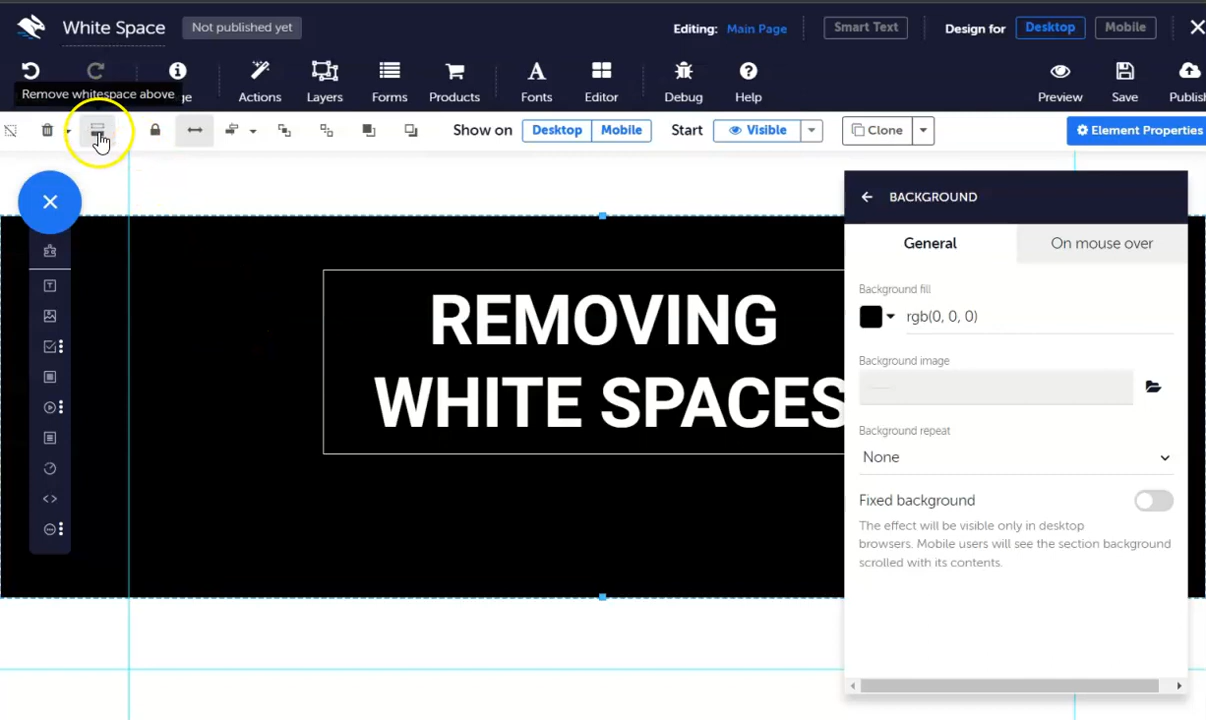 White Space
Not published yet
Editing: Main Page
Smart Text
Design for
Desktop
Mobile
Remove whitespace above
ge
Actions
Layers
Forms
Products
Fonts
Editor
Debug
Help
Preview
Save
Publis
Show on
Desktop
Mobile
Start
Visible
Clone
Element Properties
BACKGROUND
General
On mouse over
Background fill
rgb(0, 0, 0)
Background image
Background repeat
None
Fixed background
The effect will be visible only in desktop
browsers. Mobile users will see the section background
scrolled with its contents.
REMOVING
WHITE SPACES